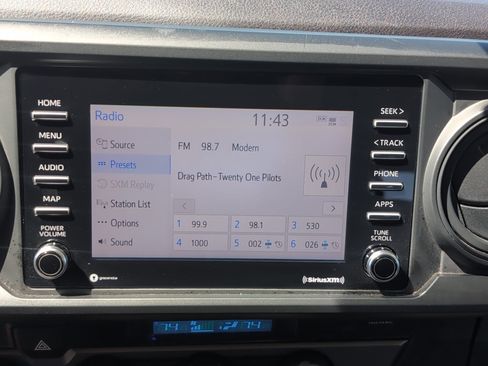 Radio 11:43
HOME
MENU
AUDIO
MAP
POWER
VOLUME
Source
Presets
SXM Replay
Station List
Options
Sound
FM 98.7 Modern
Drag Path–Twenty One Pilots
1 99.9 2 98.1 3 530
4 1000 5 002 6 026
SEEK >
< TRACK
PHONE
APPS
TUNE
SCROLL
((SiriusXM))
74 74